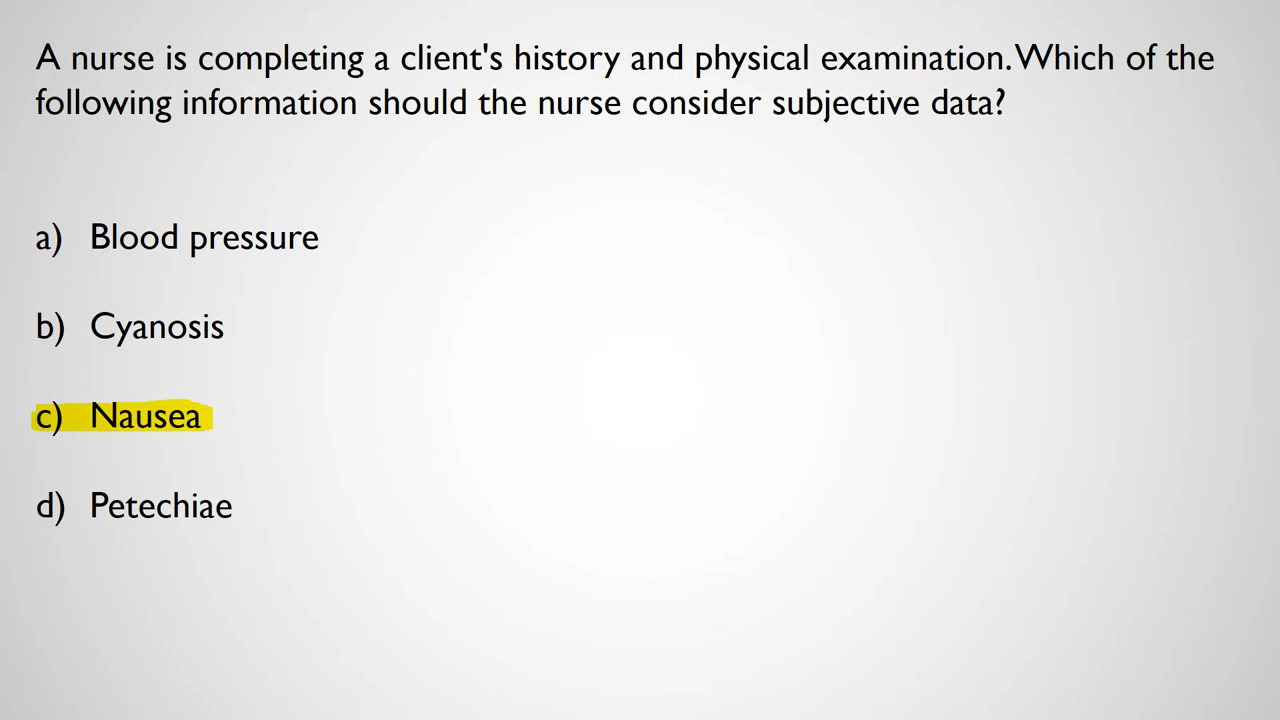 A nurse is completing a client's history and physical examination. Which of the
following information should the nurse consider subjective data?
a) Blood pressure
b) Cyanosis
c) Nausea
d) Petechiae